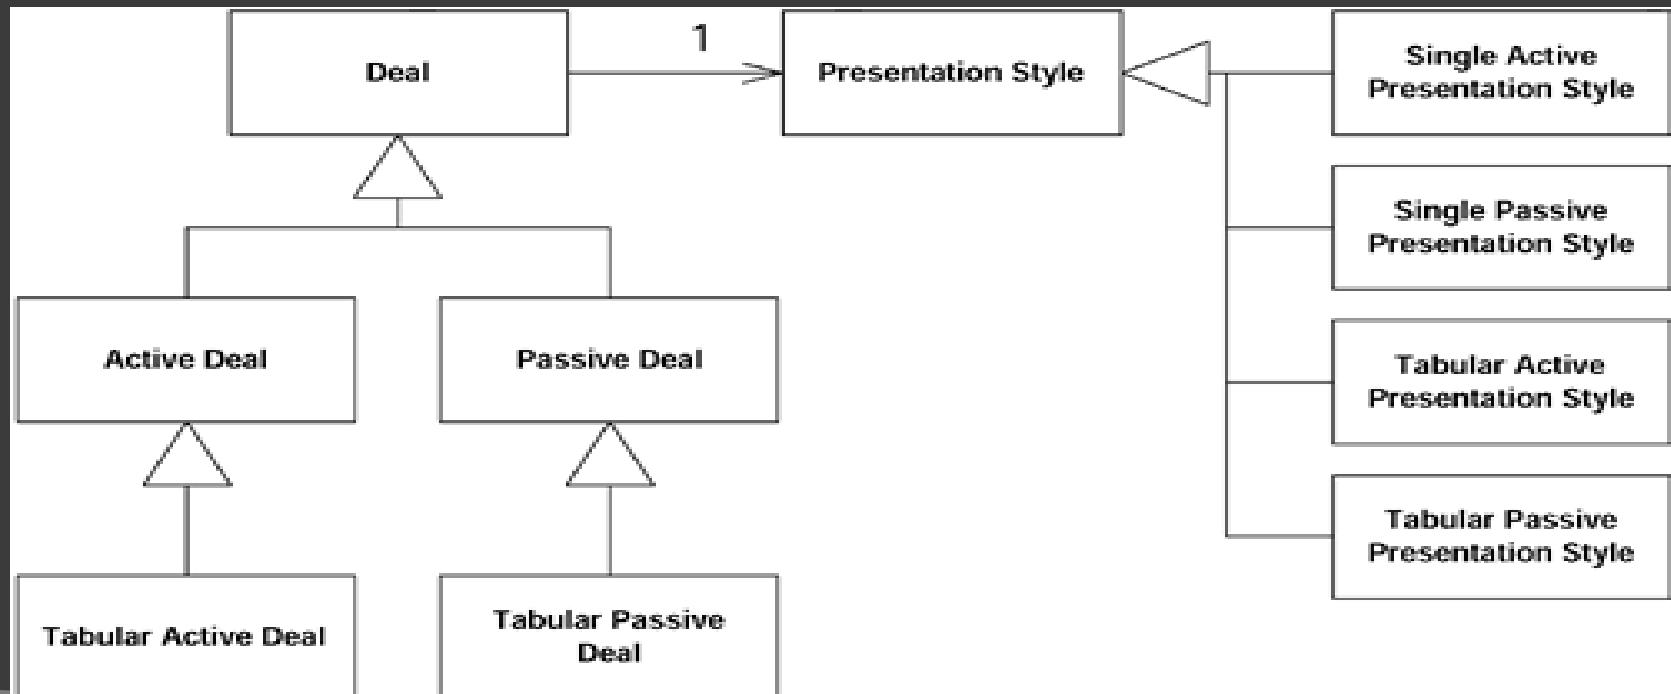 Deal
1
Presentation Style
Single Active
Presentation Style
Single Passive
Presentation Style
Active Deal
Passive Deal
Tabular Active
Presentation Style
Tabular Passive
Presentation Style
Tabular Active Deal
Tabular Passive
Deal